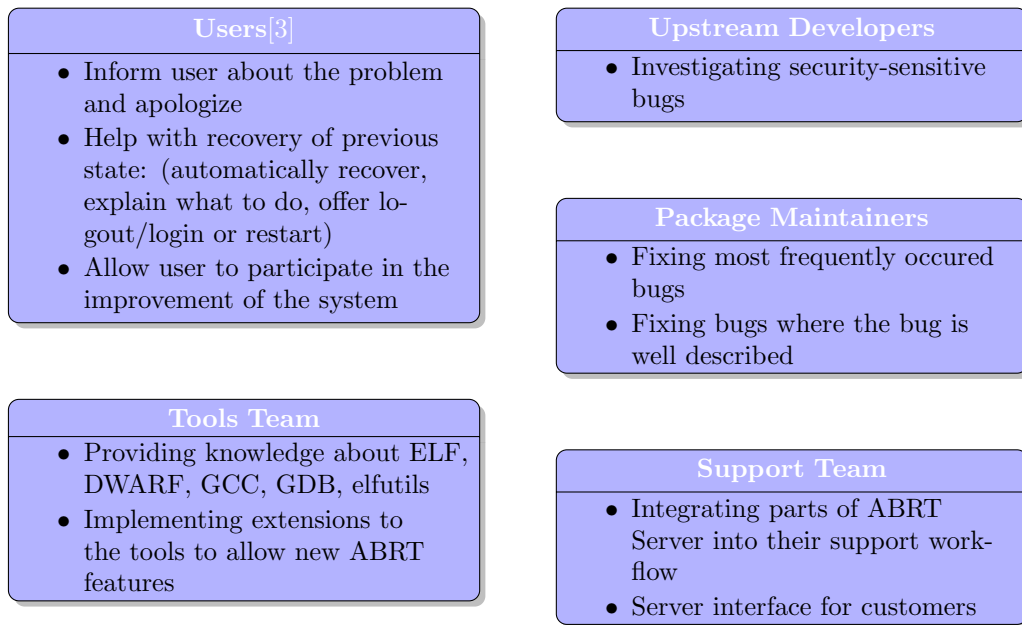 Users[3]
• Inform user about the problem
and apologize
• Help with recovery of previous
state: (automatically recover,
explain what to do, offer lo-
gout/login or restart)
• Allow user to participate in the
improvement of the system
Tools Team
• Providing knowledge about ELF,
DWARF, GCC, GDB, elfutils
• Implementing extensions to
the tools to allow new ABRT
features
Upstream Developers
• Investigating security-sensitive
bugs
Package Maintainers
• Fixing most frequently occured
bugs
• Fixing bugs where the bug is
well described
Support Team
• Integrating parts of ABRT
Server into their support work-
flow
• Server interface for customers